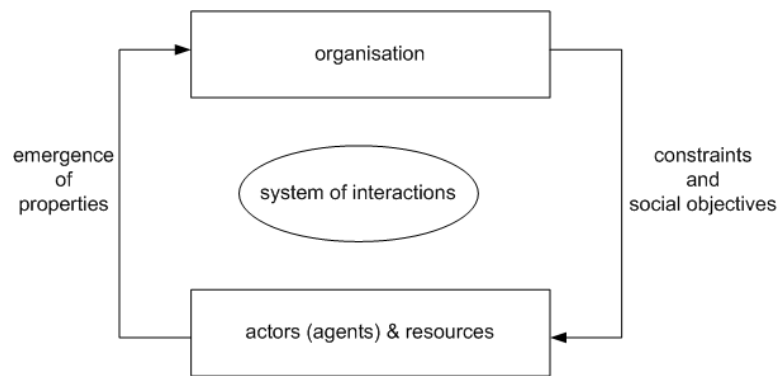 organisation
emergence
of
properties
system of interactions
constraints
and
social objectives
actors (agents) & resources